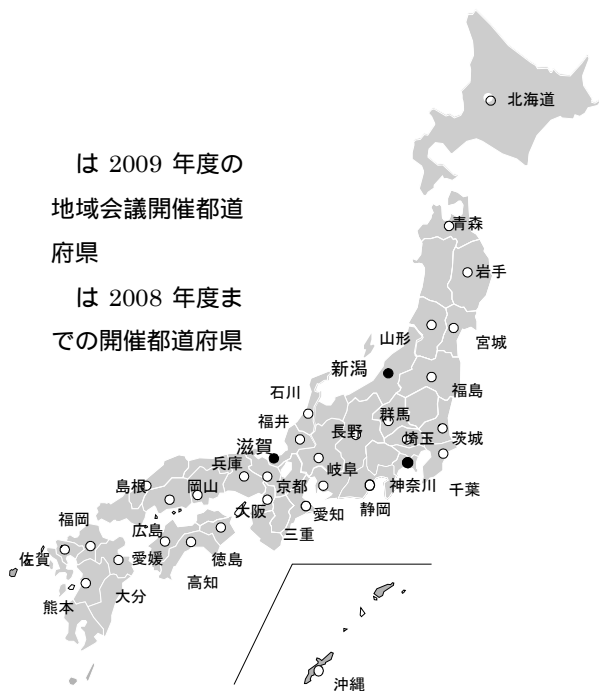 北海道
は 2009 年度の
地域会議開催都道
府県
は 2008 年度ま
での開催都道府県
青森
岩手
山形
宮城
新潟
福島
石川
群馬
福井
長野
埼玉
茨城
滋賀
兵庫
岐阜
島根
岡山
京都
神奈川
千葉
大阪
愛知
静岡
福岡
広島
三重
佐賀
愛媛
徳島
高知
熊本
大分
沖縄